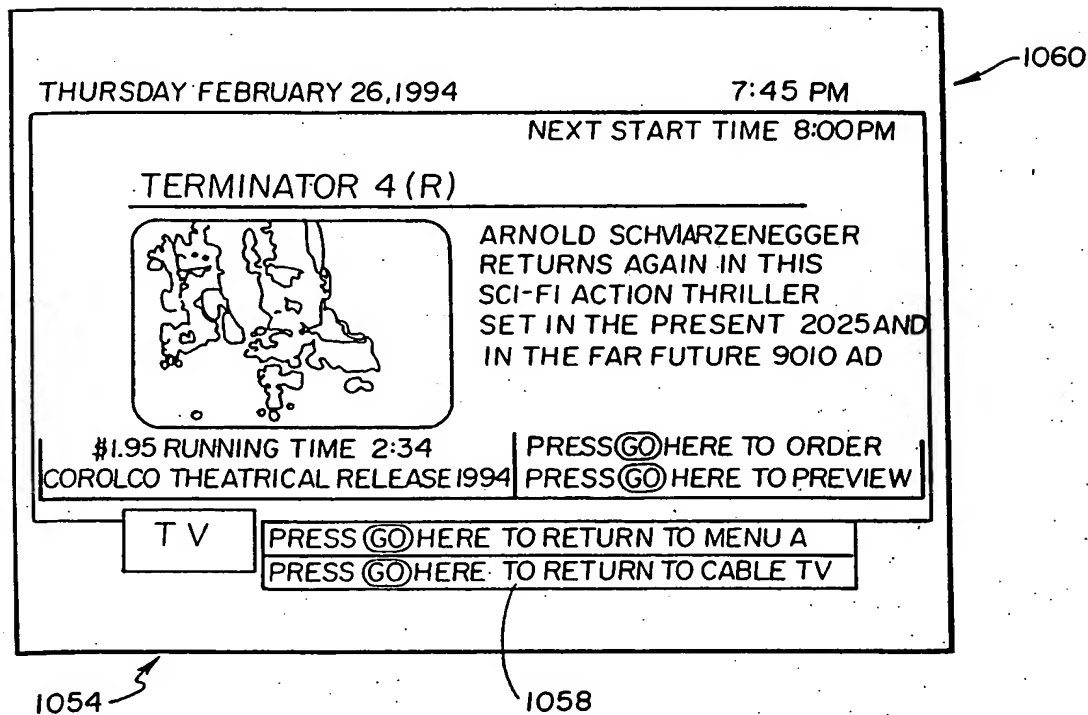 1060
THURSDAY FEBRUARY 26,1994 7:45 PM
NEXT START TIME 8:00PM
TERMINATOR 4 (R)
ARNOLD SCHWARZENEGGER
RETURNS AGAIN IN THIS
SCI-FI ACTION THRILLER
SET IN THE PRESENT 2025 AND
IN THE FAR FUTURE 9010 AD
$1.95 RUNNING TIME 2:34
COROLCO THEATRICAL RELEASE 1994
PRESS GO HERE TO ORDER
PRESS GO HERE TO PREVIEW
TV
PRESS GO HERE TO RETURN TO MENU A
PRESS GO HERE TO RETURN TO CABLE TV
1054
1058